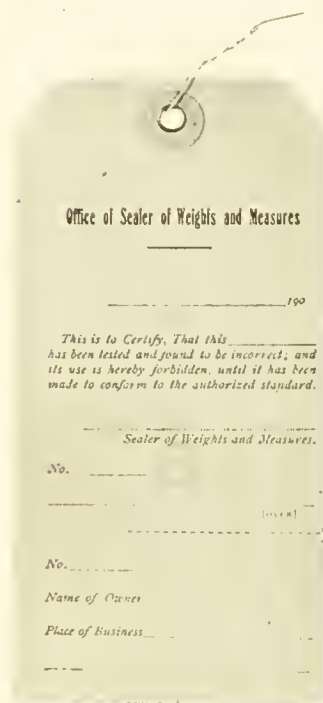 Office of Sealer of Weights and Measures
190
This is to Certify, That this
has been tested and found to be incorrect; and
its use is hereby forbidden, until it has been
made to conform to the authorized standard.
Sealer of Weights and Measures.
No.
[OVER]
No.
Name of Owner
Place of Business